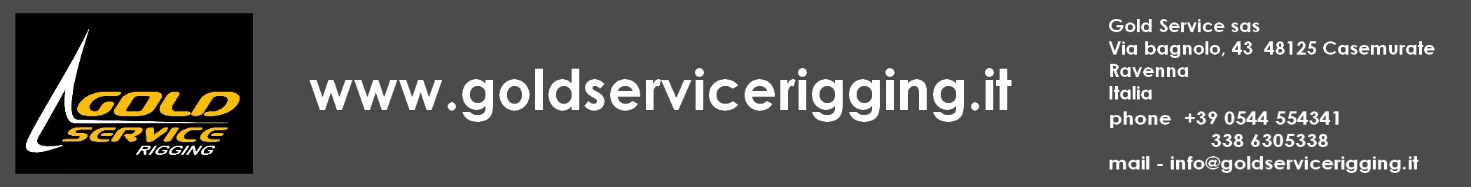 GOLD
SERVICE
RIGGING
www.goldservicerigging.it
Gold Service sas
Via bagnolo, 43 48125 Casemurate
Ravenna
Italia
phone +39 0544 554341
338 6305338
mail - info@goldservicerigging.it